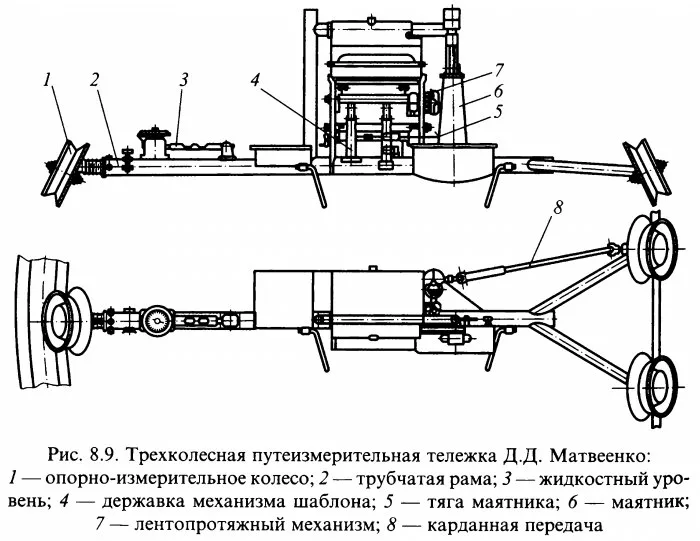 1
2
3
4
7
6
5
8
Рис. 8.9. Трехколесная путеизмерительная тележка Д.Д. Матвеенко:
1 — опорно-измерительное колесо; 2 — трубчатая рама; 3 — жидкостный уро-
вень; 4 — державка механизма шаблона; 5 — тяга маятника; 6 — маятник;
7 — лентопротяжный механизм; 8 — карданная передача